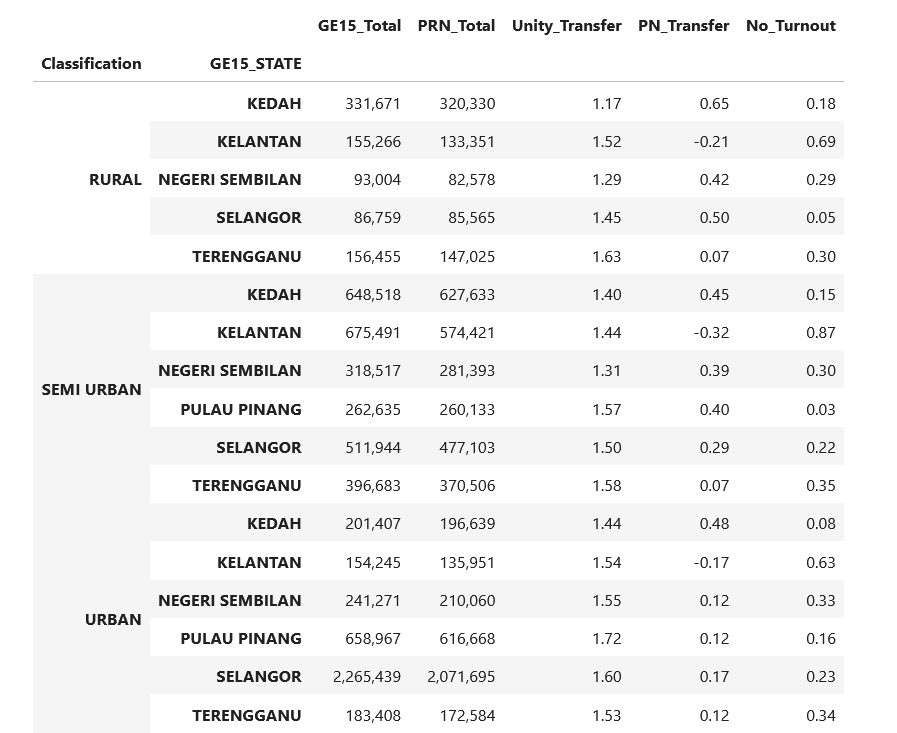 GE15_Total PRN_Total Unity_Transfer PN_Transfer No_Turnout
Classification GE15_STATE
KEDAH 331,671 320,330 1.17 0.65 0.18
KELANTAN 155,266 133,351 1.52 -0.21 0.69
RURAL NEGERI SEMBILAN 93,004 82,578 1.29 0.42 0.29
SELANGOR 86,759 85,565 1.45 0.50 0.05
TERENGGANU 156,455 147,025 1.63 0.07 0.30
KEDAH 648,518 627,633 1.40 0.45 0.15
KELANTAN 675,491 574,421 1.44 -0.32 0.87
NEGERI SEMBILAN 318,517 281,393 1.31 0.39 0.30
SEMI URBAN
PULAU PINANG 262,635 260,133 1.57 0.40 0.03
SELANGOR 511,944 477,103 1.50 0.29 0.22
TERENGGANU 396,683 370,506 1.58 0.07 0.35
KEDAH 201,407 196,639 1.44 0.48 0.08
KELANTAN 154,245 135,951 1.54 -0.17 0.63
NEGERI SEMBILAN 241,271 210,060 1.55 0.12 0.33
URBAN
PULAU PINANG 658,967 616,668 1.72 0.12 0.16
SELANGOR 2,265,439 2,071,695 1.60 0.17 0.23
TERENGGANU 183,408 172,584 1.53 0.12 0.34